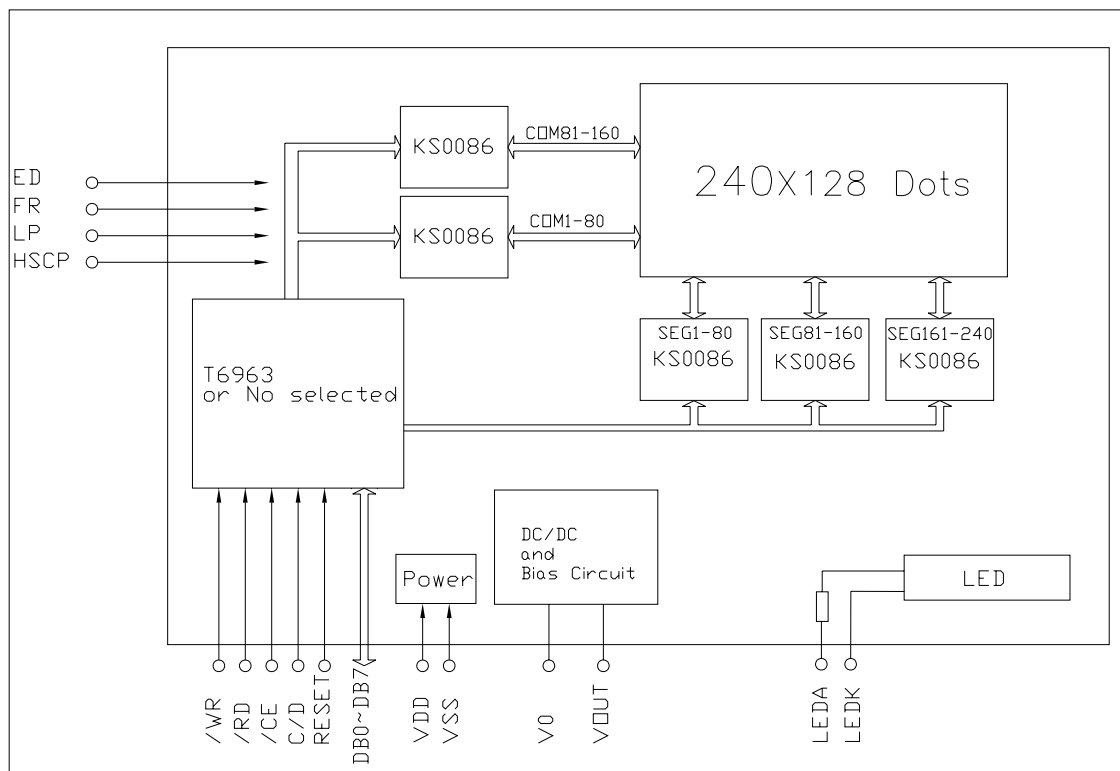 KS0086
COM81-160
240X128 Dots
ED
FR
LP
HSCP
KS0086
COM1-80
SEG1-80
KS0086
SEG81-160
KS0086
SEG161-240
KS0086
T6963
or No selected
DC/DC
and
Bias Circuit
Power
LED
/WR
/RD
/CE
C/D
RESET
DB0~DB7
VDD
VSS
V0
VOUT
LEDA
LEDK